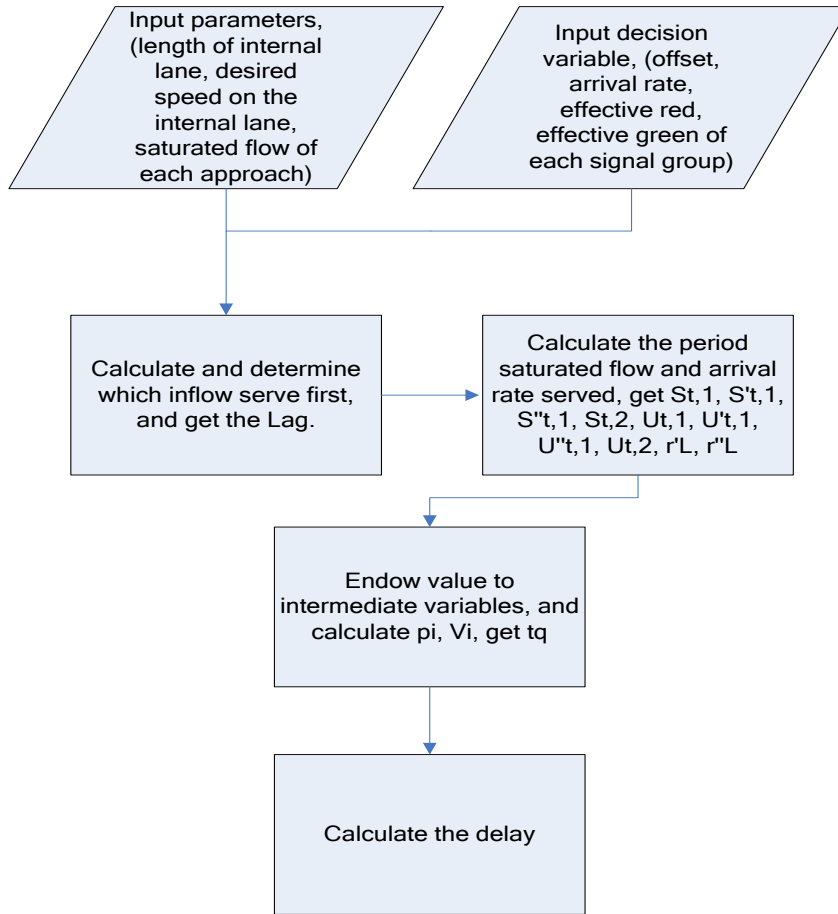 Input parameters,
(length of internal
lane, desired
speed on the
internal lane,
saturated flow of
each approach)
Input decision
variable, (offset,
arrival rate,
effective red,
effective green of
each signal group)
Calculate and determine
which inflow serve first,
and get the Lag.
Calculate the period
saturated flow and arrival
rate served, get St,1, S't,1,
S''t,1, St,2, Ut,1, U't,1,
U''t,1, Ut,2, r'L, r''L
Endow value to
intermediate variables, and
calculate pi, Vi, get tq
Calculate the delay